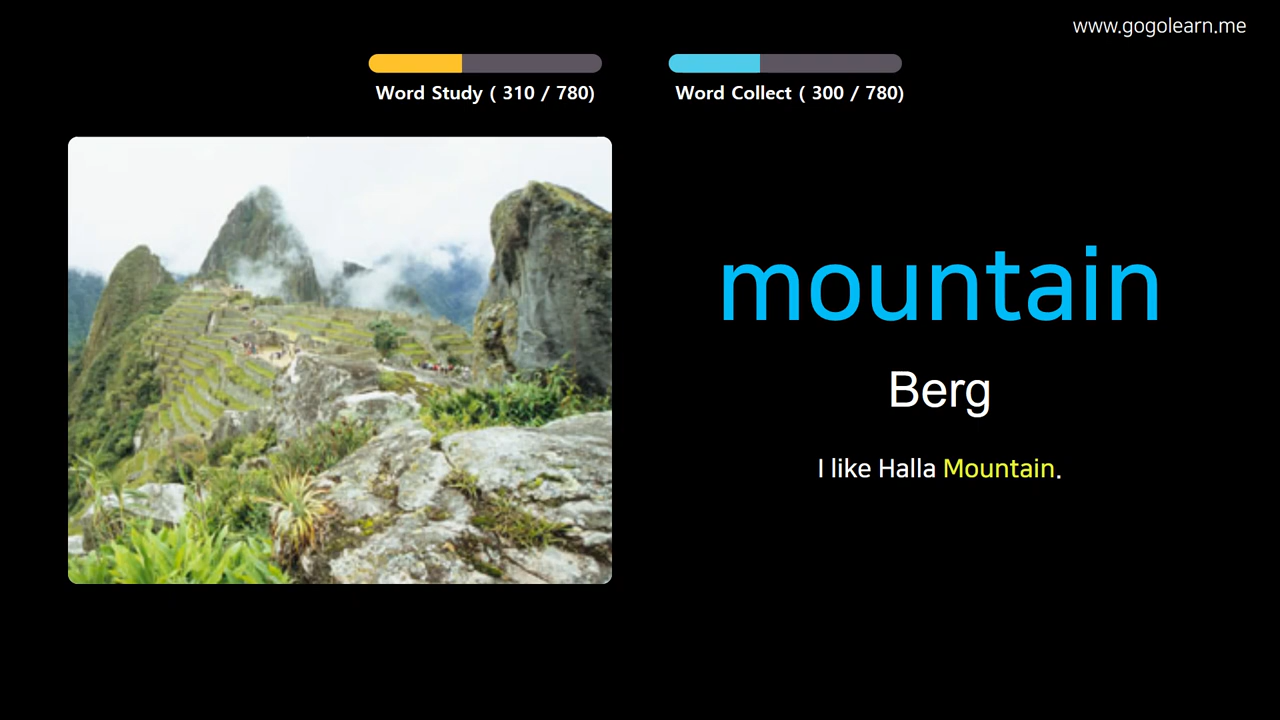 www.gogolearn.me
Word Study ( 310 / 780)
Word Collect ( 300 / 780)
mountain
Berg
I like Halla Mountain.